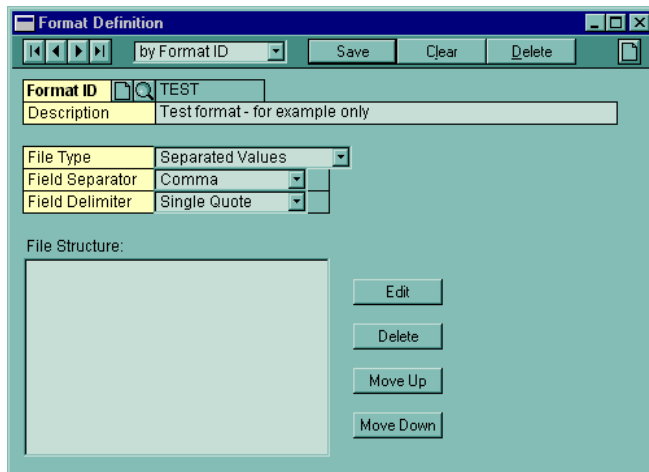 Format Definition
by Format ID Save Clear Delete
Format ID TEST
Description Test format - for example only
File Type Separated Values
Field Separator Comma
Field Delimiter Single Quote
File Structure:
Edit
Delete
Move Up
Move Down